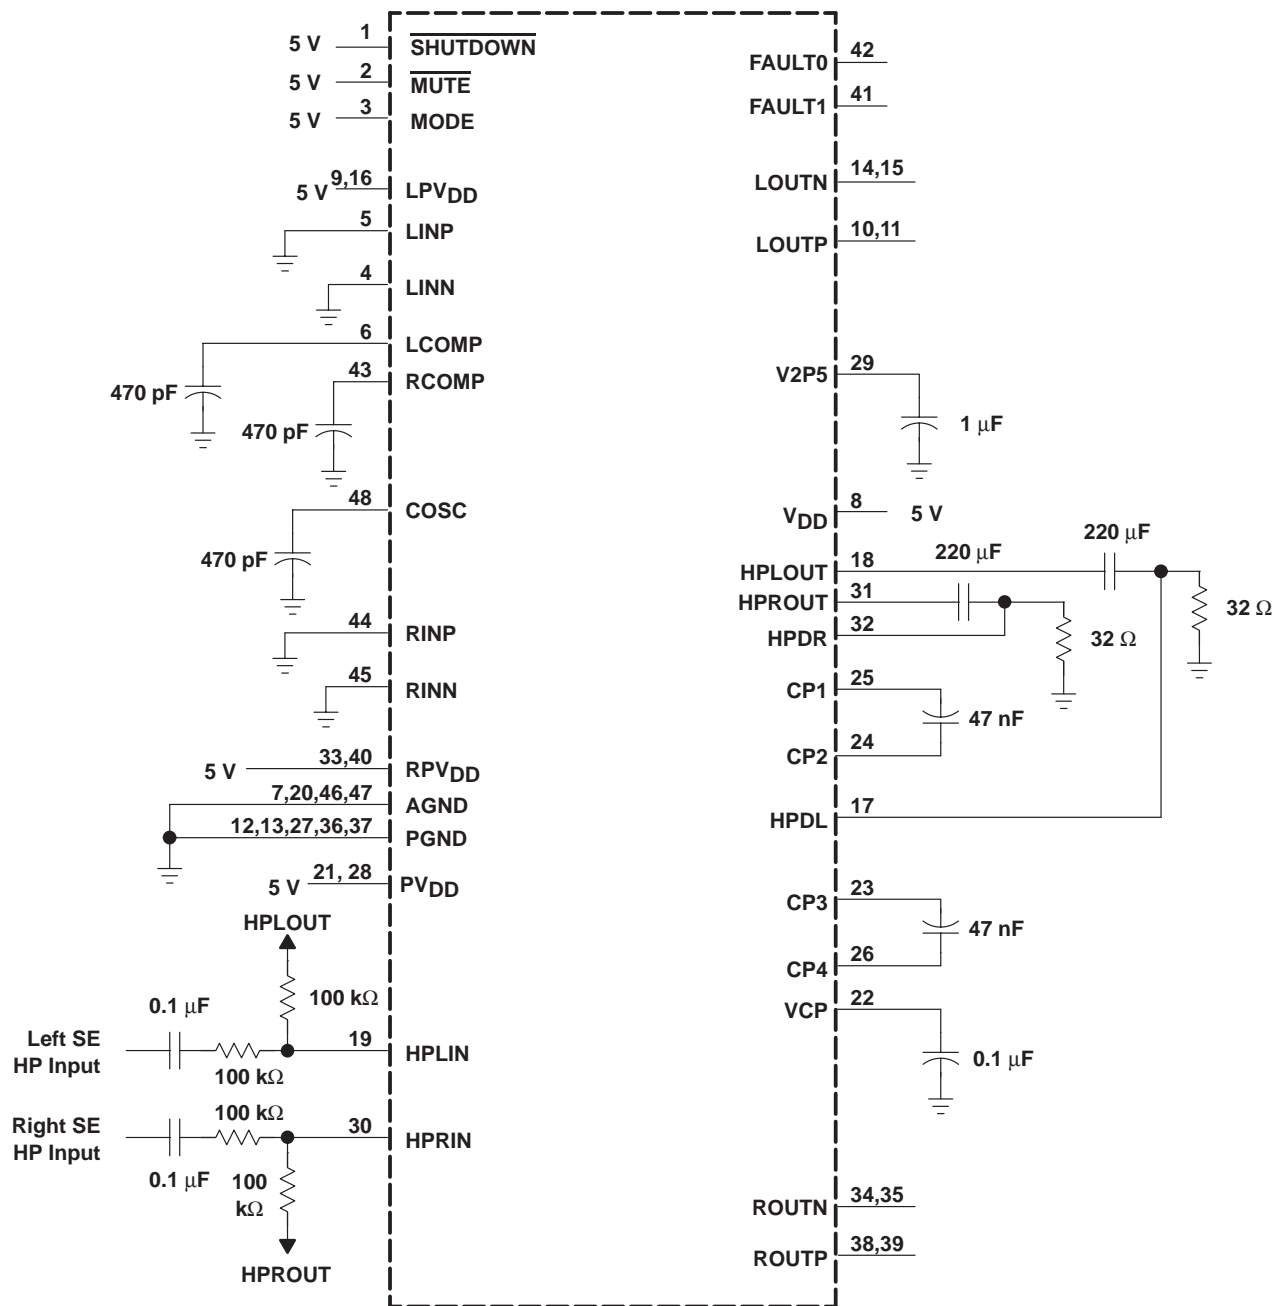 5 V
1
SHUTDOWN
5 V
2
MUTE
5 V
3
MODE
5 V
9,16
LPVDD
5
LINP
4
LINN
6
LCOMP
470 pF
43
RCOMP
470 pF
48
COSC
470 pF
44
RINP
45
RINN
5 V
33,40
RPVDD
7,20,46,47
AGND
12,13,27,36,37
PGND
5 V
21, 28
PVDD
HPLOUT
100 kΩ
0.1 μF
Left SE
HP Input
100 kΩ
19
HPLIN
Right SE
HP Input
100 kΩ
0.1 μF
30
HPRIN
100
kΩ
HPROUT
FAULT0
42
FAULT1
41
LOUTN
14,15
LOUTP
10,11
V2P5
29
1 μF
VDD
8
5 V
HPLOUT
18
220 μF
32 Ω
HPROUT
31
220 μF
HPDR
32
32 Ω
CP1
25
47 nF
CP2
24
HPDL
17
CP3
23
47 nF
CP4
26
VCP
22
0.1 μF
ROUTN
34,35
ROUTP
38,39